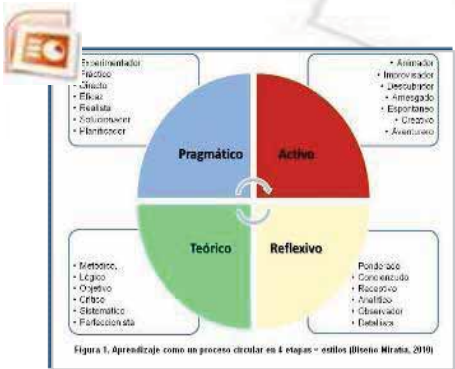 • Experimentador
• Práctico
• Directo
• Eficaz
• Realista
• Solucionador
• Planificador
• Animador
• Improvisador
• Descubridor
• Arriesgado
• Espontáneo
• Creativo
• Aventurero
Pragmático
Activo
Teórico
Reflexivo
• Metódico,
• Lógico
• Objetivo
• Crítico
• Sistemático
• Perfeccionista
Ponderado
• Concienzudo
• Receptivo
• Analítico
• Observador
• Detallista
Figura 1. Aprendizaje como un proceso circular en 4 etapas – estilos (Diseño Miratía, 2010)